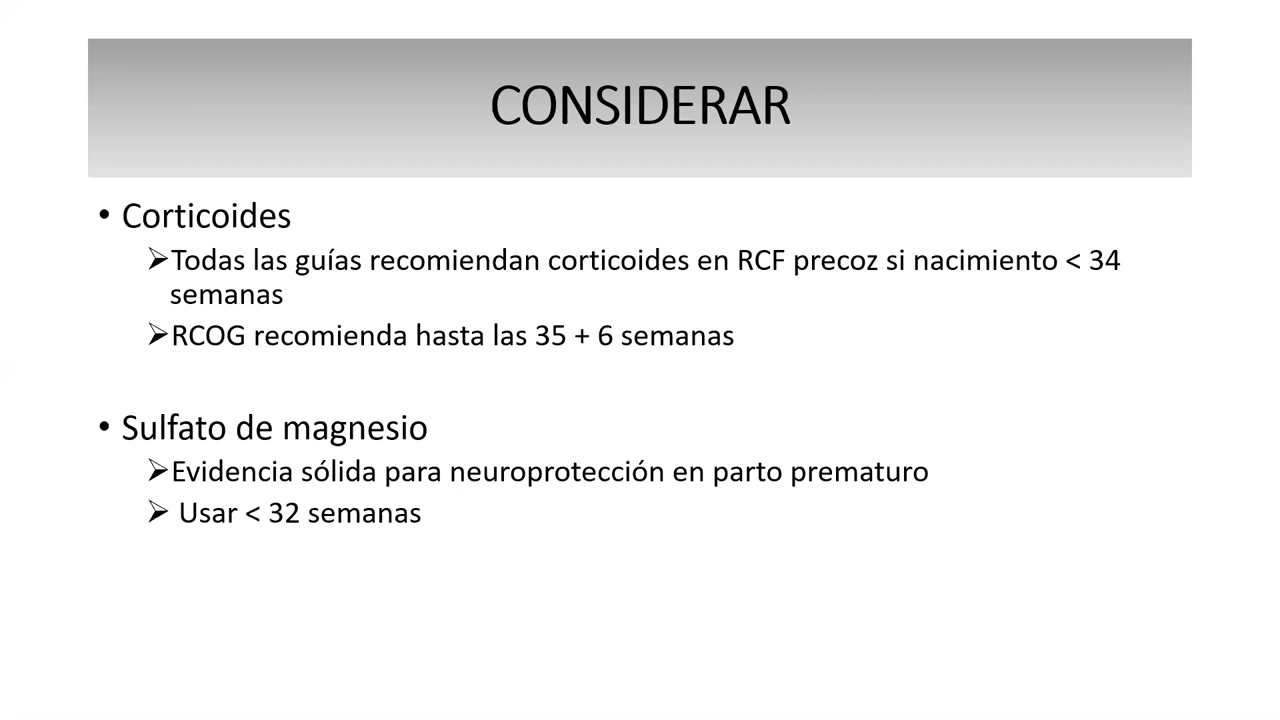 CONSIDERAR
• Corticoides
➢Todas las guías recomiendan corticoides en RCF precoz si nacimiento < 34
semanas
➢RCOG recomienda hasta las 35 + 6 semanas
• Sulfato de magnesio
➢Evidencia sólida para neuroprotección en parto prematuro
➢ Usar < 32 semanas